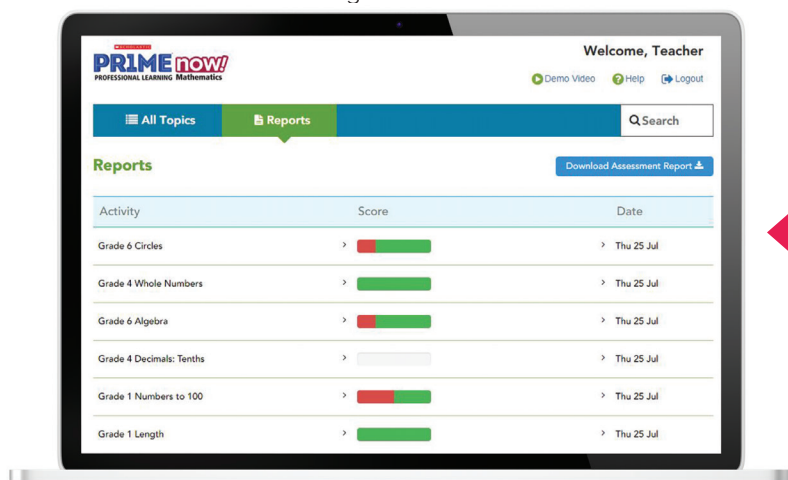 SCHOLASTIC
PR1ME NOW!
PROFESSIONAL LEARNING Mathematics
Welcome, Teacher
Demo Video Help Logout
All Topics Reports Search
Reports
Download Assessment Report
Activity Score Date
Grade 6 Circles Thu 25 Jul
Grade 4 Whole Numbers Thu 25 Jul
Grade 6 Algebra Thu 25 Jul
Grade 4 Decimals: Tenths Thu 25 Jul
Grade 1 Numbers to 100 Thu 25 Jul
Grade 1 Length Thu 25 Jul